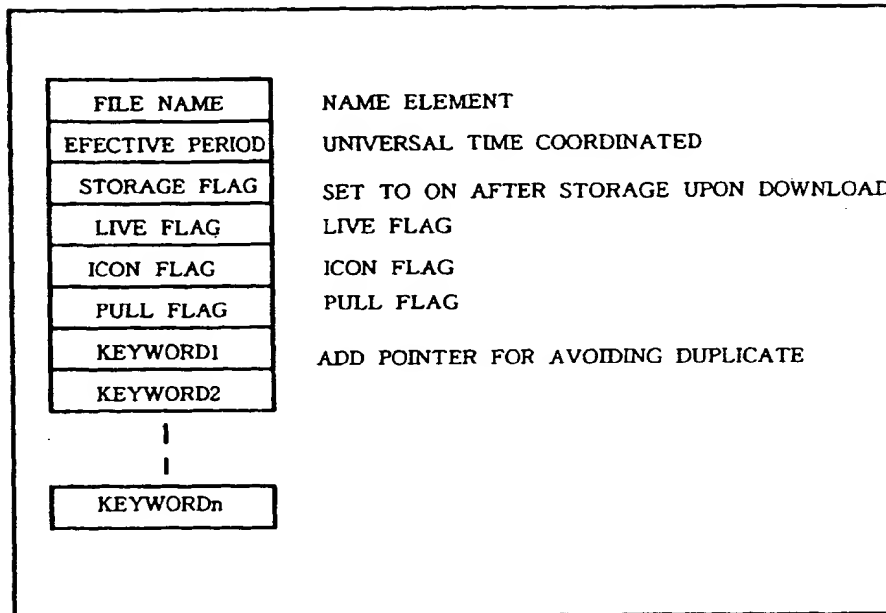 FILE NAME NAME ELEMENT
EFECTIVE PERIOD UNIVERSAL TIME COORDINATED
STORAGE FLAG SET TO ON AFTER STORAGE UPON DOWNLOAD
LIVE FLAG LIVE FLAG
ICON FLAG ICON FLAG
PULL FLAG PULL FLAG
KEYWORD1 ADD POINTER FOR AVOIDING DUPLICATE
KEYWORD2
KEYWORDn